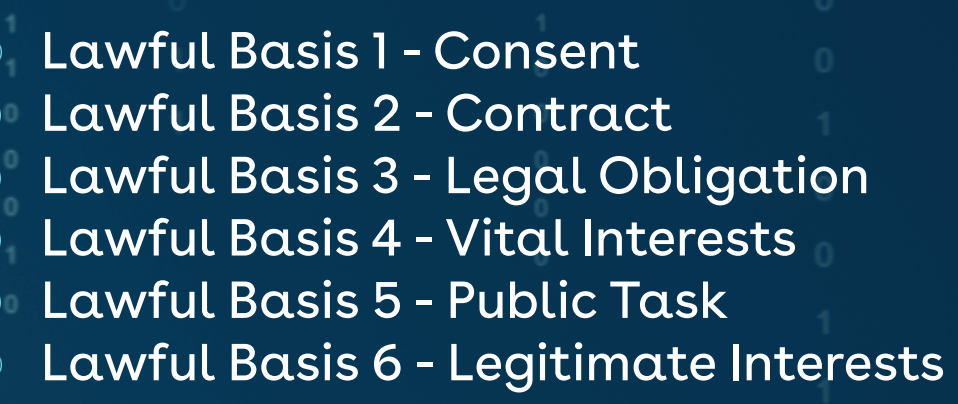 Lawful Basis 1 - Consent
Lawful Basis 2 - Contract
Lawful Basis 3 - Legal Obligation
Lawful Basis 4 - Vital Interests
Lawful Basis 5 - Public Task
Lawful Basis 6 - Legitimate Interests